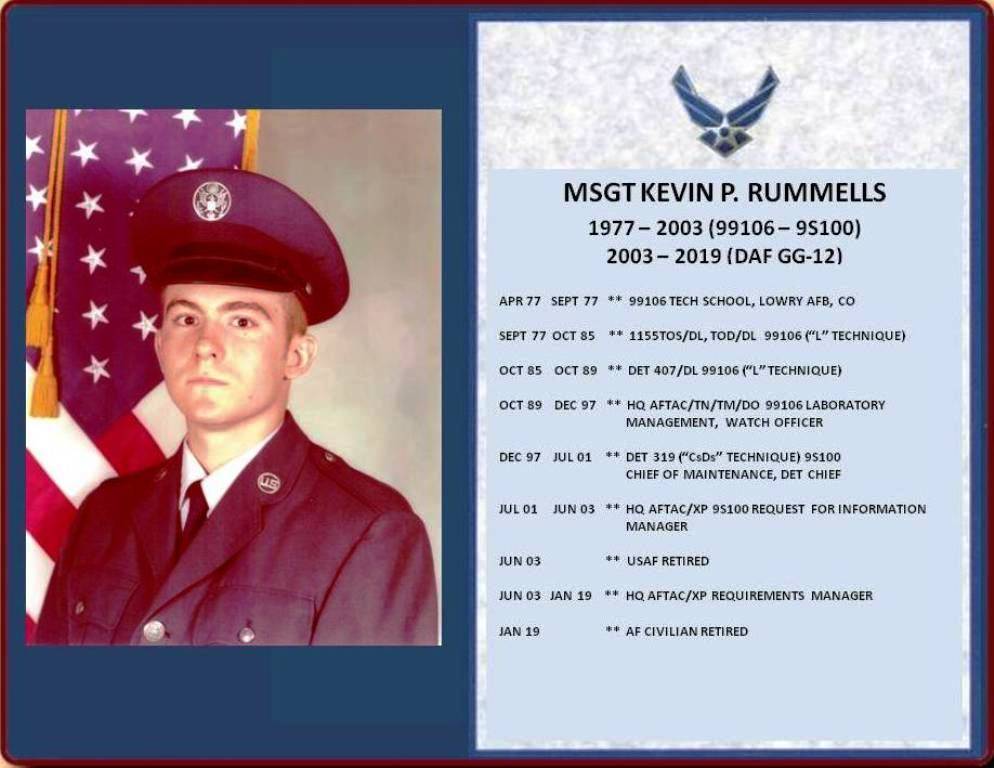 MSGT KEVIN P. RUMMELLS
1977 – 2003 (99106 – 9S100)
2003 – 2019 (DAF GG-12)
APR 77 SEPT 77 ** 99106 TECH SCHOOL, LOWRY AFB, CO
SEPT 77 OCT 85 ** 1155TOS/DL, TOD/DL 99106 (“L” TECHNIQUE)
OCT 85 OCT 89 ** DET 407/DL 99106 (“L” TECHNIQUE)
OCT 89 DEC 97 ** HQ AFTAC/TN/TM/DO 99106 LABORATORY
MANAGEMENT, WATCH OFFICER
DEC 97 JUL 01 ** DET 319 (“CsDs” TECHNIQUE) 9S100
CHIEF OF MAINTENANCE, DET CHIEF
JUL 01 JUN 03 ** HQ AFTAC/XP 9S100 REQUEST FOR INFORMATION
MANAGER
JUN 03 ** USAF RETIRED
JUN 03 JAN 19 ** HQ AFTAC/XP REQUIREMENTS MANAGER
JAN 19 ** AF CIVILIAN RETIRED
US